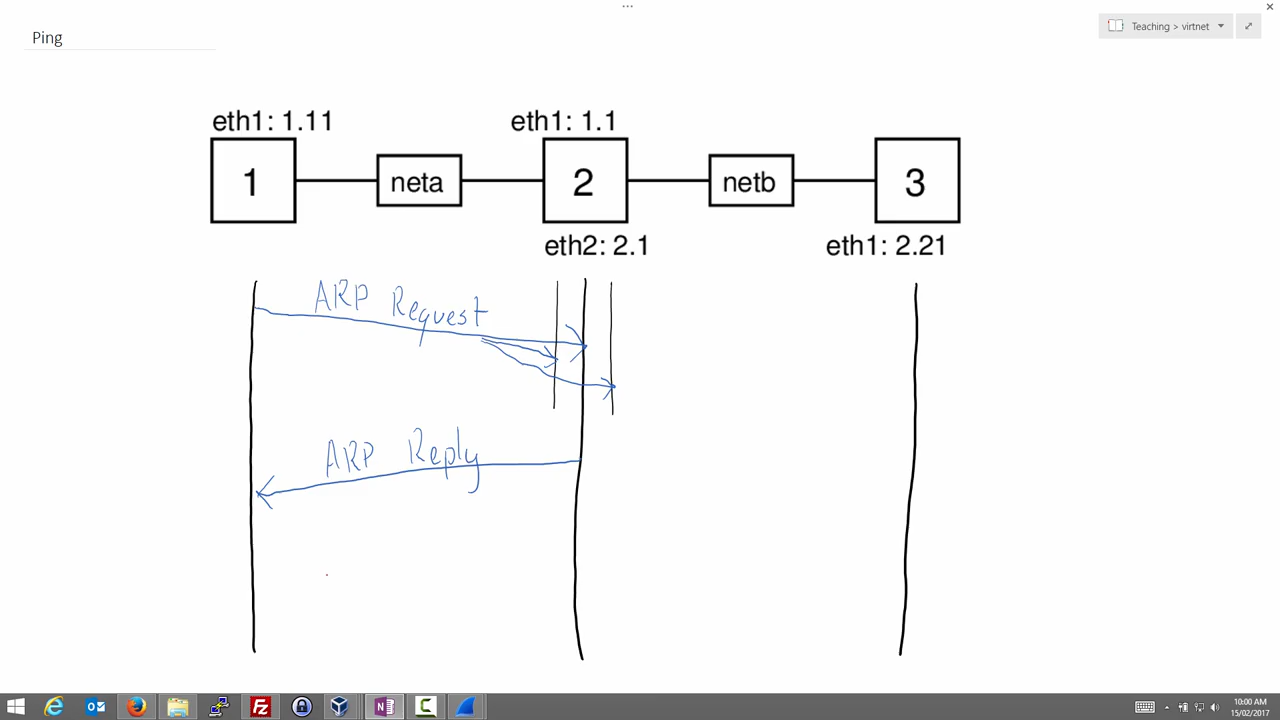 ...
Ping
Teaching > virtnet
eth1: 1.11
eth1: 1.1
1
neta
2
netb
3
eth2: 2.1
eth1: 2.21
ARP Request
ARP Reply
10:00 AM
15/02/2017